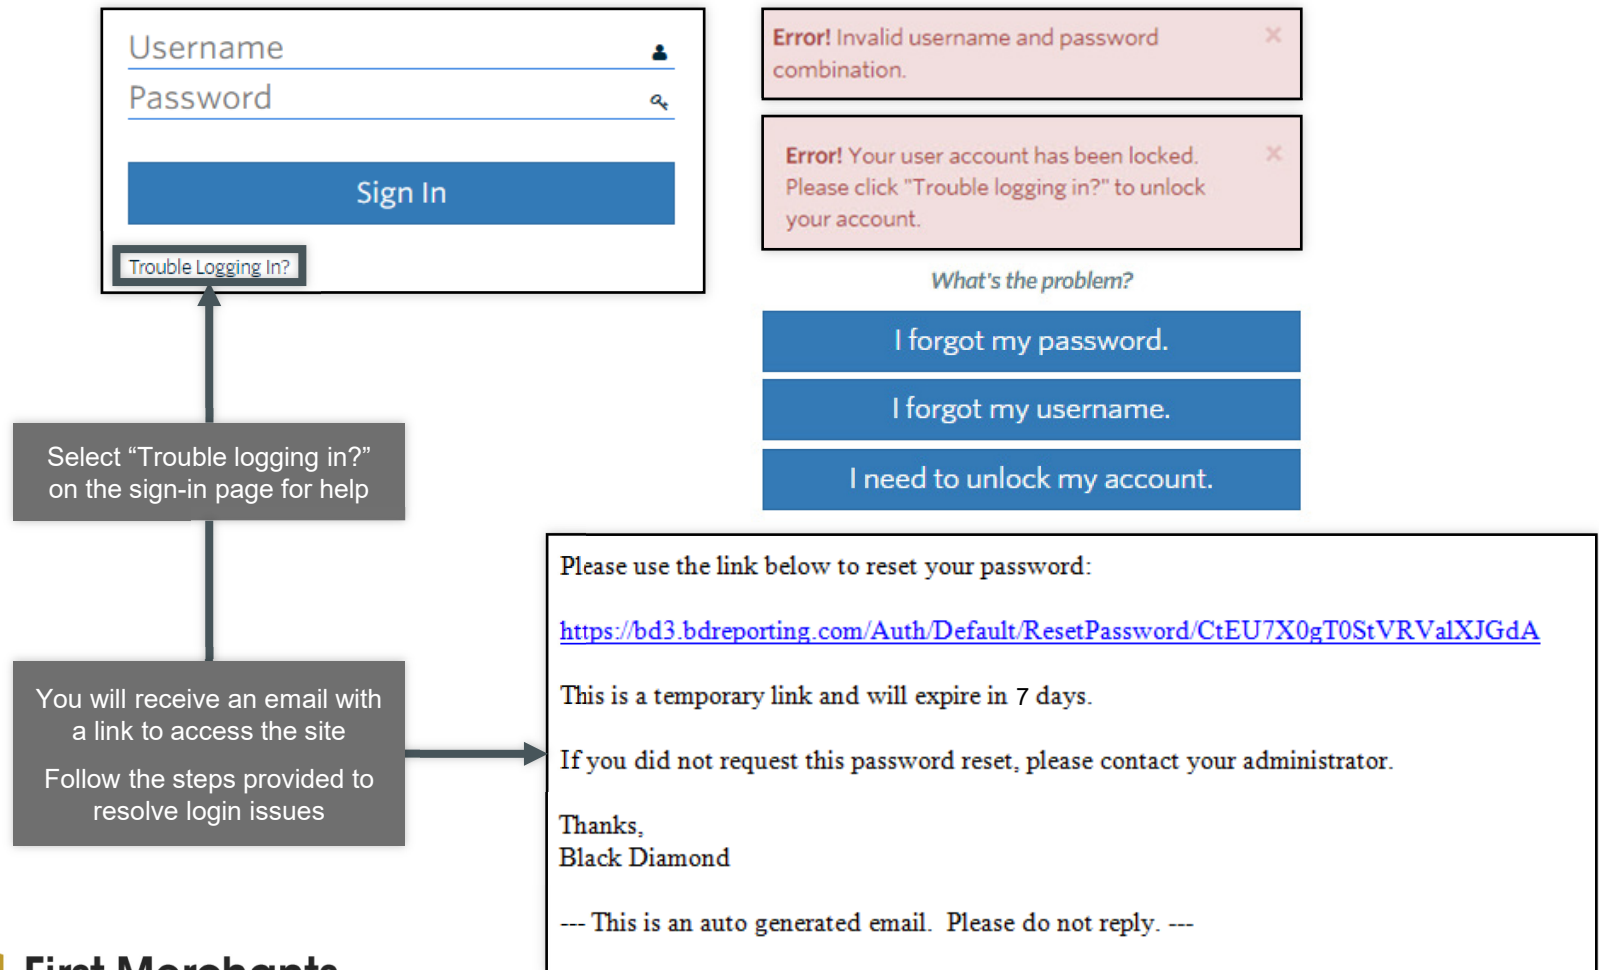 Username
Password
Sign In
Trouble Logging In?
Select “Trouble logging in?”
on the sign-in page for help
You will receive an email with
a link to access the site
Follow the steps provided to
resolve login issues
Error! Invalid username and password
combination.
Error! Your user account has been locked.
Please click "Trouble logging in?" to unlock
your account.
What's the problem?
I forgot my password.
I forgot my username.
I need to unlock my account.
Please use the link below to reset your password:
https://bd3.bdreporting.com/Auth/Default/ResetPassword/CtEU7X0gT0StVRValXJGdA
This is a temporary link and will expire in 7 days.
If you did not request this password reset, please contact your administrator.
Thanks,
Black Diamond
--- This is an auto generated email.  Please do not reply. ---
First Merchants